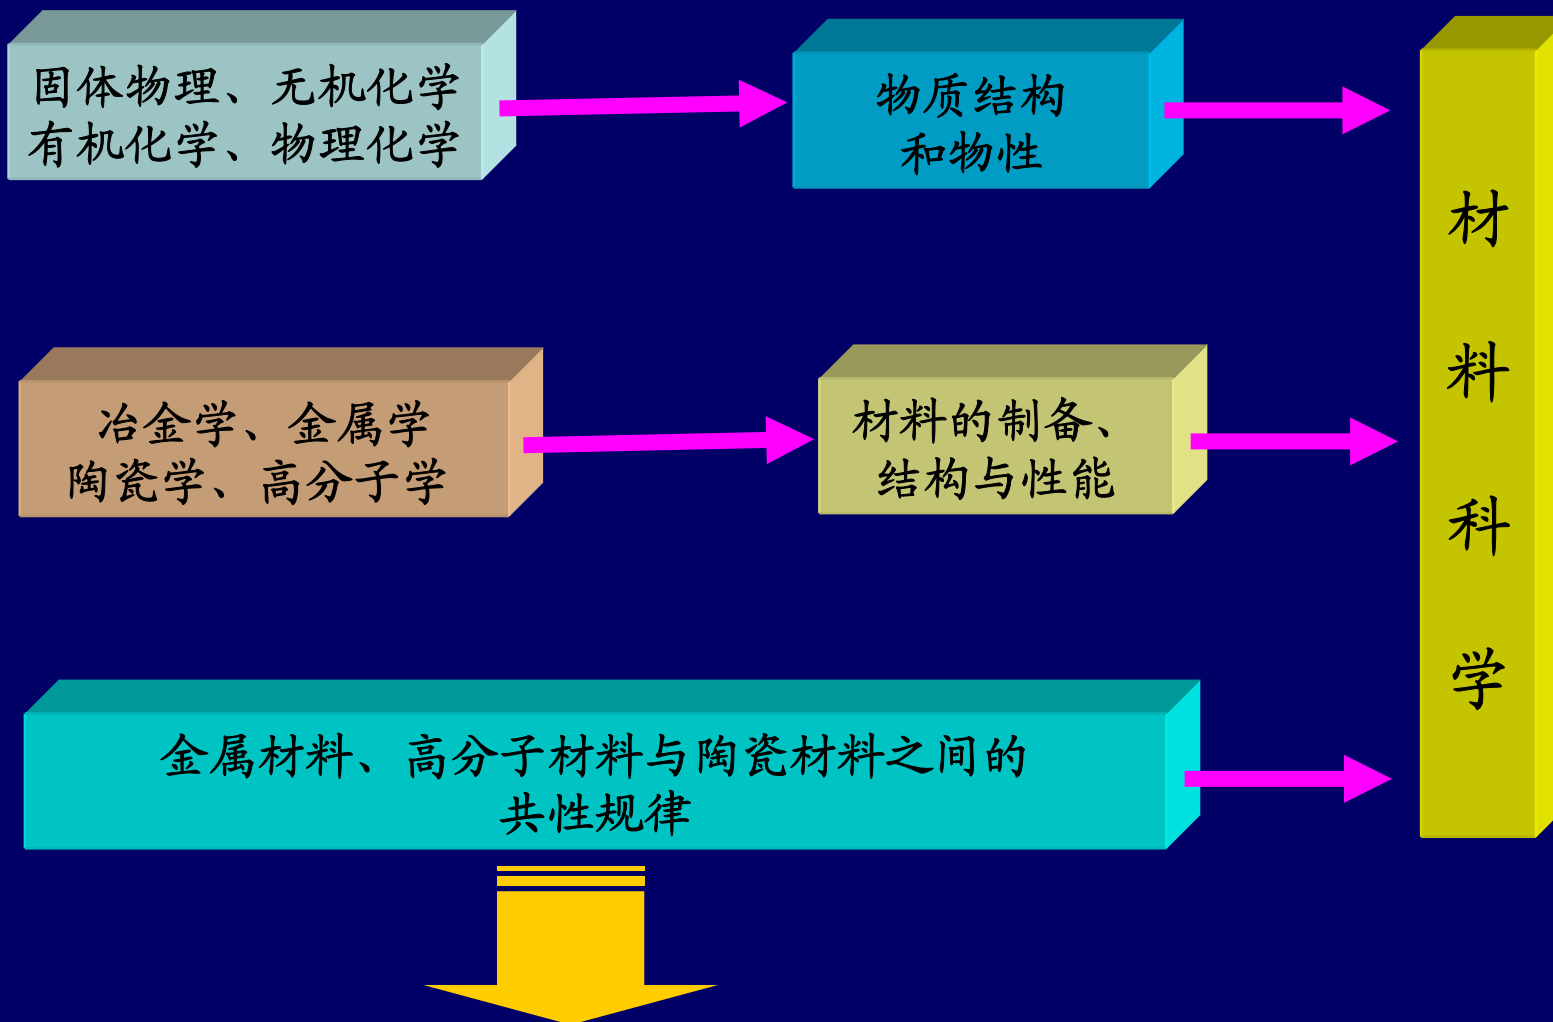 固体物理、无机化学
有机化学、物理化学
物质结构
和物性
冶金学、金属学
陶瓷学、高分子学
材料的制备、
结构与性能
金属材料、高分子材料与陶瓷材料之间的
共性规律
材
料
科
学